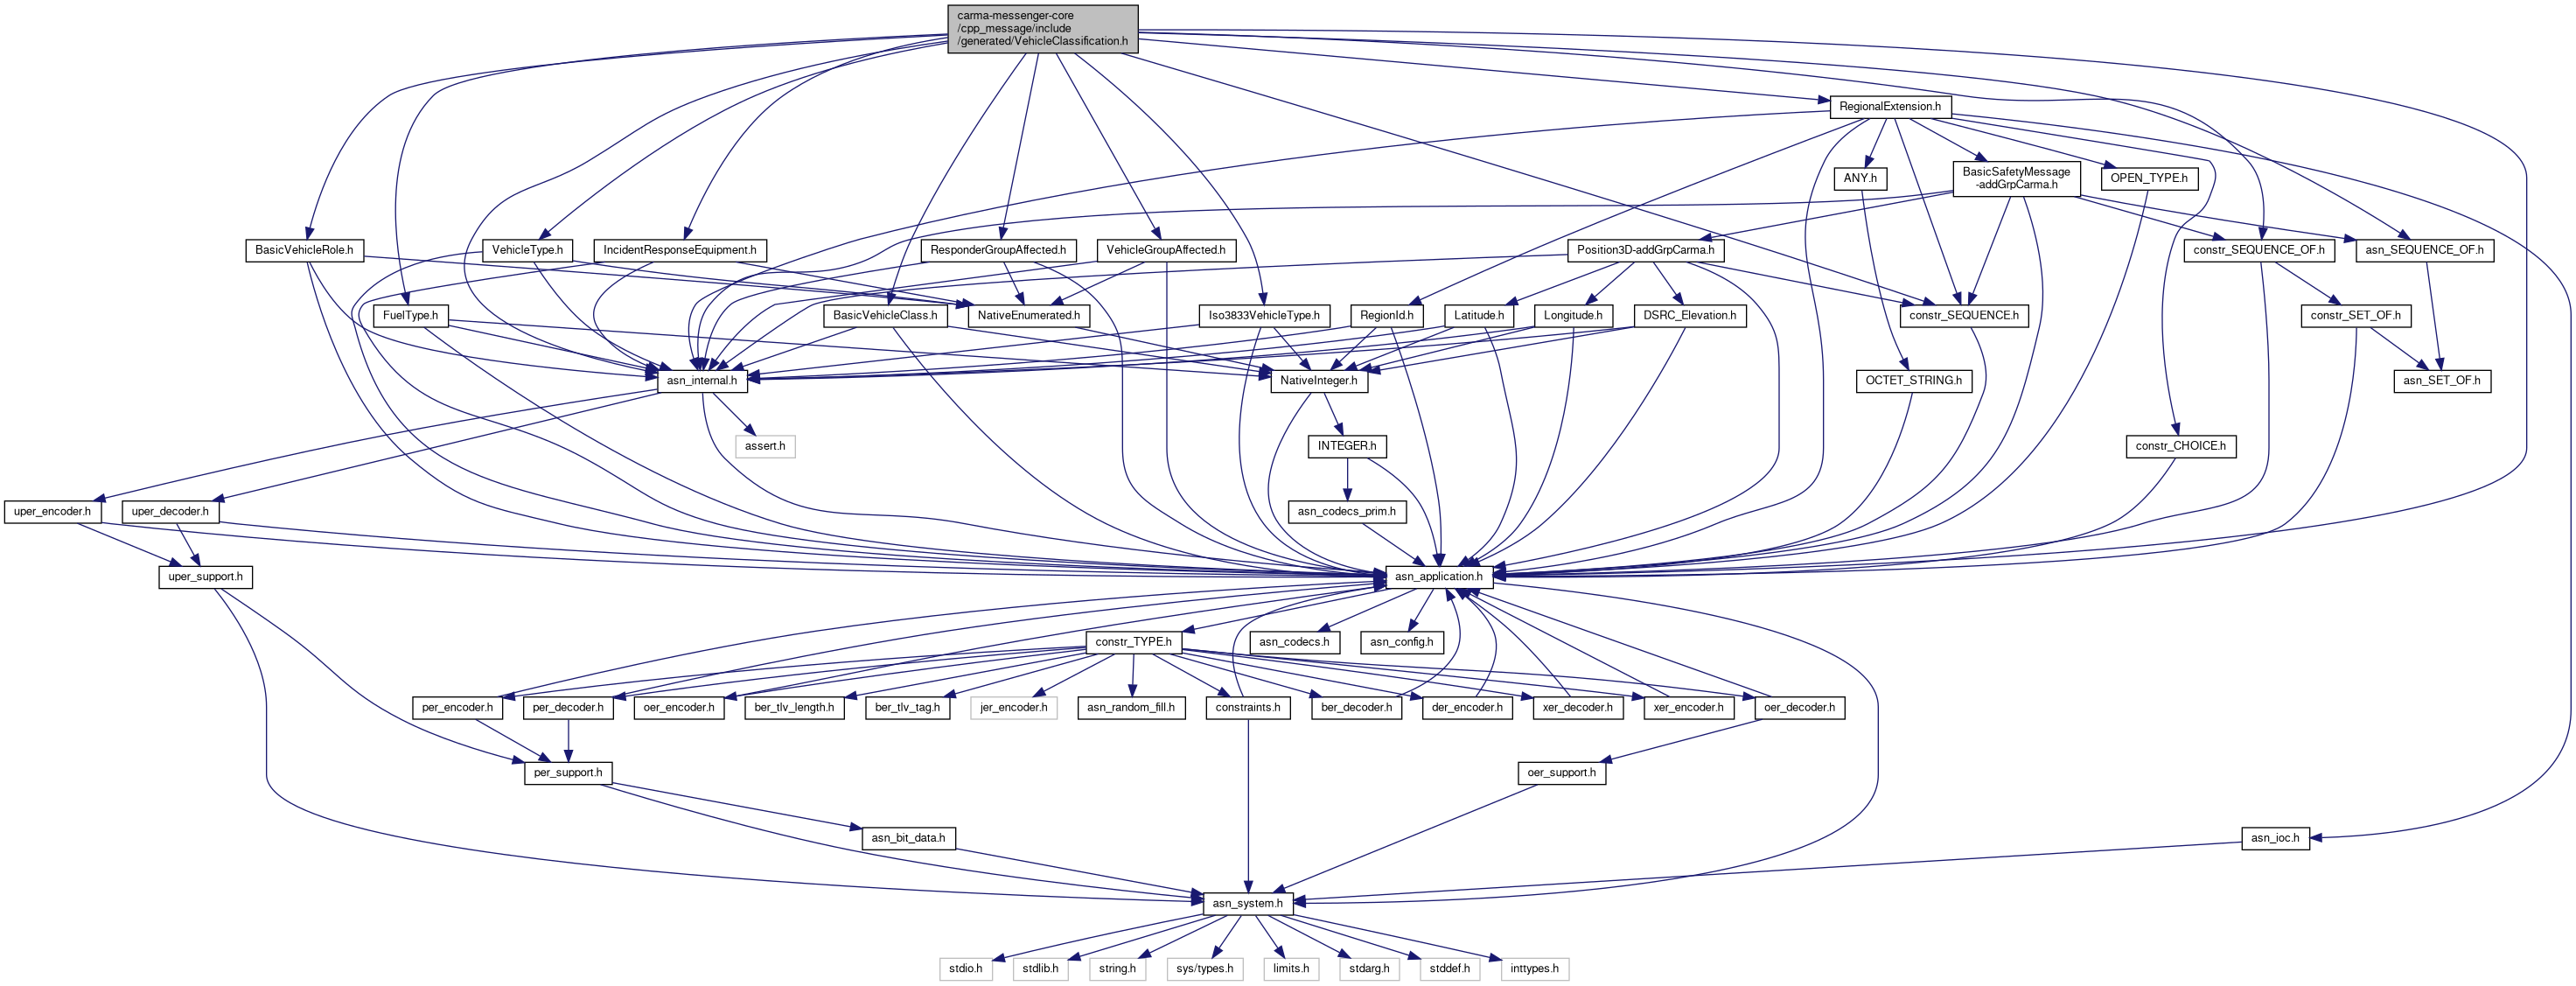 carma-messenger-core
/cpp_message/include
/generated/VehicleClassification.h
RegionalExtension.h
ANY.h
BasicSafetyMessage
-addGrpCarma.h
OPEN_TYPE.h
BasicVehicleRole.h
VehicleType.h
IncidentResponseEquipment.h
ResponderGroupAffected.h
VehicleGroupAffected.h
Position3D-addGrpCarma.h
constr_SEQUENCE_OF.h
asn_SEQUENCE_OF.h
FuelType.h
BasicVehicleClass.h
NativeEnumerated.h
Iso3833VehicleType.h
RegionId.h
Latitude.h
Longitude.h
DSRC_Elevation.h
constr_SEQUENCE.h
constr_SET_OF.h
asn_internal.h
NativeInteger.h
OCTET_STRING.h
asn_SET_OF.h
assert.h
INTEGER.h
constr_CHOICE.h
uper_encoder.h
uper_decoder.h
asn_codecs_prim.h
uper_support.h
asn_application.h
constr_TYPE.h
asn_codecs.h
asn_config.h
per_encoder.h
per_decoder.h
oer_encoder.h
ber_tlv_length.h
ber_tlv_tag.h
jer_encoder.h
asn_random_fill.h
constraints.h
ber_decoder.h
der_encoder.h
xer_decoder.h
xer_encoder.h
oer_decoder.h
per_support.h
oer_support.h
asn_bit_data.h
asn_ioc.h
asn_system.h
stdio.h
stdlib.h
string.h
sys/types.h
limits.h
stdarg.h
stddef.h
inttypes.h